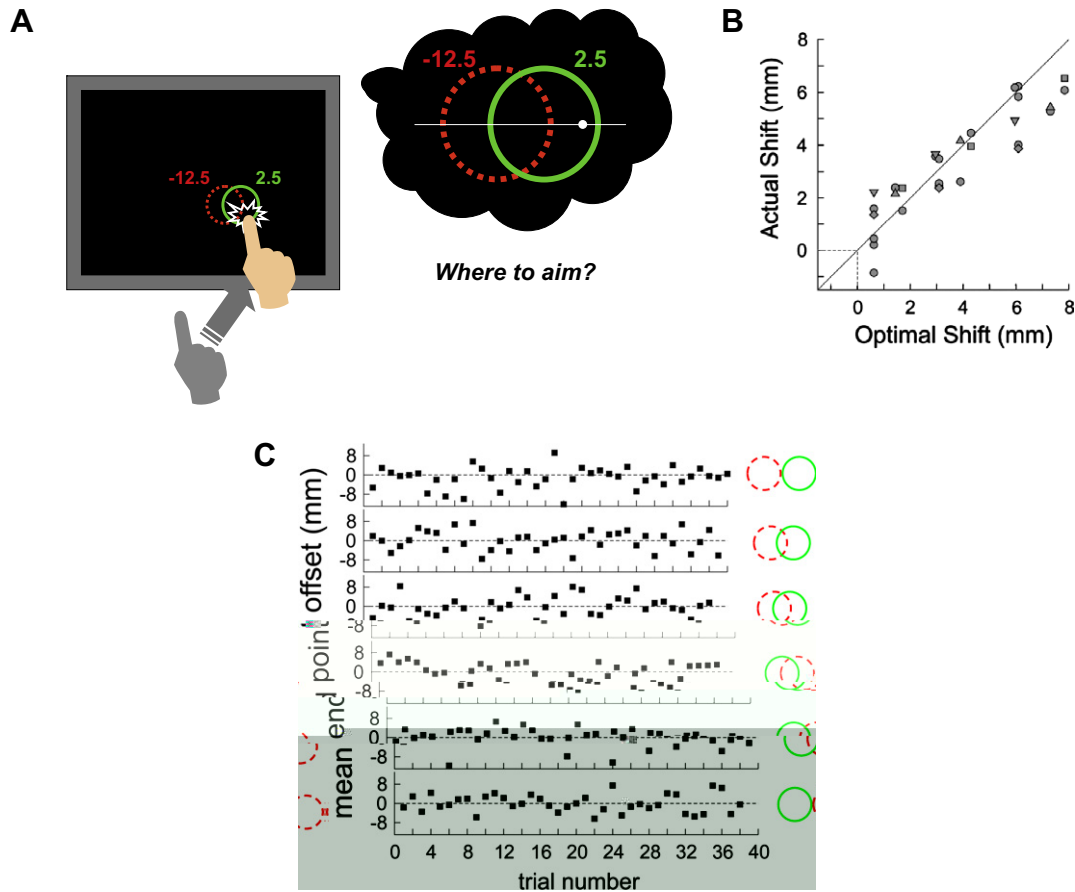 A
-12.5 2.5
-12.5 2.5
Where to aim?
B
8
6
4
2
0
0 2 4 6 8
Actual Shift (mm)
Optimal Shift (mm)
C
mean end point offset (mm)
8
0
-8
8
0
-8
8
0
-8
8
0
-8
8
0
-8
8
0
-8
0 4 8 12 16 20 24 28 32 36 40
trial number